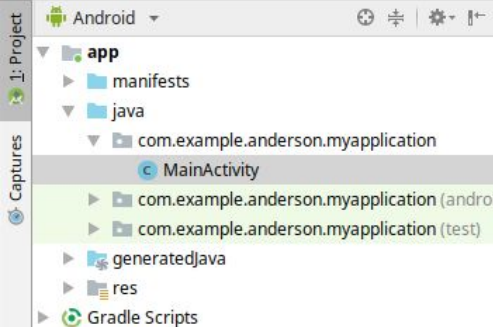 Android
1: Project
Captures
app
manifests
java
com.example.anderson.myapplication
MainActivity
com.example.anderson.myapplication (andro
com.example.anderson.myapplication (test)
generatedJava
res
Gradle Scripts